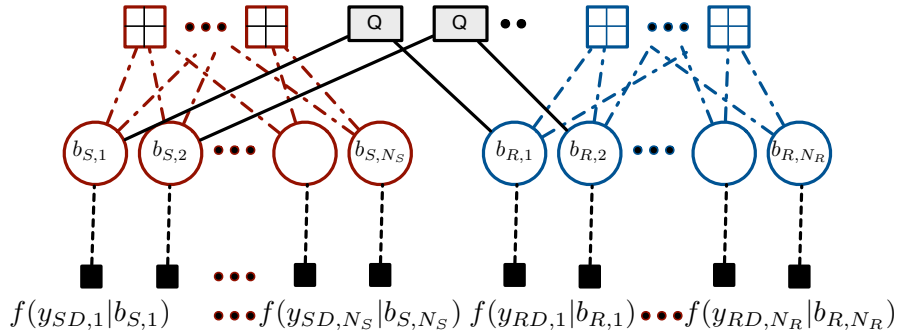 Q Q
b_{S,1} b_{S,2} b_{S,N_S} b_{R,1} b_{R,2} b_{R,N_R}
f(y_{SD,1}|b_{S,1}) f(y_{SD,N_S}|b_{S,N_S}) f(y_{RD,1}|b_{R,1}) f(y_{RD,N_R}|b_{R,N_R})